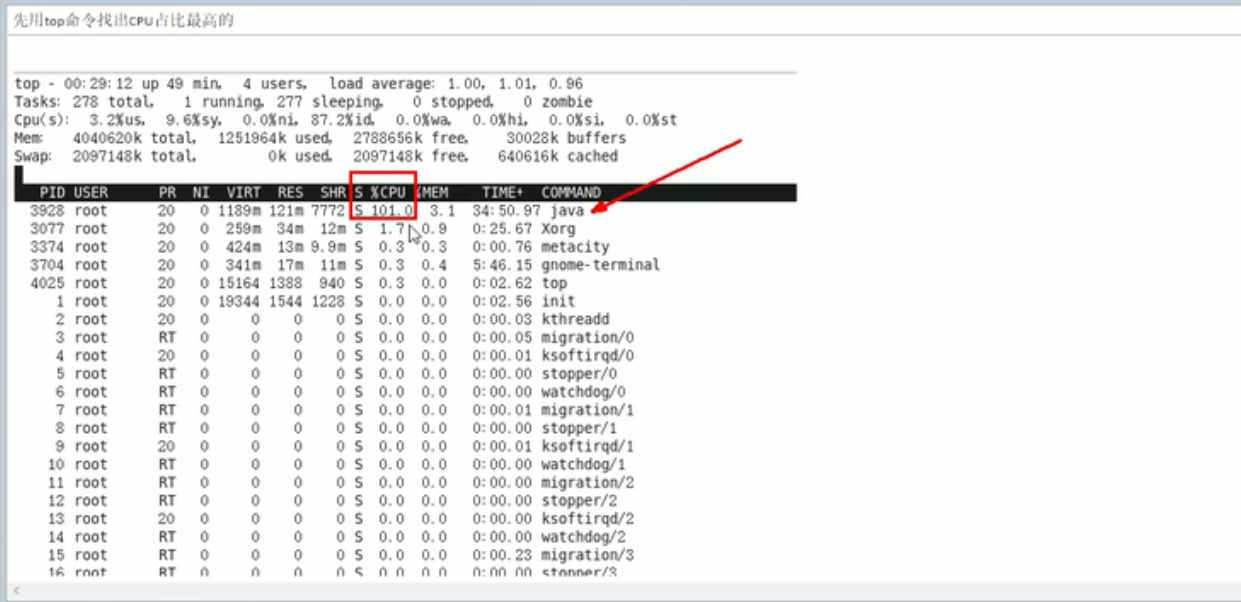 先用top命令找出CPU占比最高的
top - 00:29:12 up 49 min,  4 users,  load average: 1.00, 1.01, 0.96
Tasks: 278 total,  1 running, 277 sleeping,  0 stopped,  0 zombie
Cpu(s):  3.2%us,  9.6%sy,  0.0%ni, 87.2%id,  0.0%wa,  0.0%hi,  0.0%si,  0.0%st
Mem:  4040620k total,  1251964k used,  2788656k free,  30028k buffers
Swap:  2097148k total,  0k used,  2097148k free,  640616k cached
PID USER PR NI VIRT RES SHR S %CPU %MEM TIME+ COMMAND
3928 root 20 0 1189m 121m 7772 S 101.0 3.1 34:50.97 java
3077 root 20 0 259m 34m 12m S 1.7 0.9 0:25.67 Xorg
3374 root 20 0 424m 13m 9.9m S 0.3 0.3 0:00.76 metacity
3704 root 20 0 341m 17m 11m S 0.3 0.4 5:46.15 gnome-terminal
4025 root 20 0 15164 1388 940 S 0.3 0.0 0:02.62 top
1 root 20 0 19344 1544 1228 S 0.0 0.0 0:02.56 init
2 root 20 0 0 0 0 S 0.0 0.0 0:00.03 kthreadd
3 root RT 0 0 0 0 S 0.0 0.0 0:00.05 migration/0
4 root 20 0 0 0 0 S 0.0 0.0 0:00.01 ksoftirqd/0
5 root RT 0 0 0 0 S 0.0 0.0 0:00.00 stopper/0
6 root RT 0 0 0 0 S 0.0 0.0 0:00.00 watchdog/0
7 root RT 0 0 0 0 S 0.0 0.0 0:00.01 migration/1
8 root RT 0 0 0 0 S 0.0 0.0 0:00.00 stopper/1
9 root 20 0 0 0 0 S 0.0 0.0 0:00.01 ksoftirqd/1
10 root RT 0 0 0 0 S 0.0 0.0 0:00.00 watchdog/1
11 root RT 0 0 0 0 S 0.0 0.0 0:00.00 migration/2
12 root RT 0 0 0 0 S 0.0 0.0 0:00.00 stopper/2
13 root 20 0 0 0 0 S 0.0 0.0 0:00.00 ksoftirqd/2
14 root RT 0 0 0 0 S 0.0 0.0 0:00.00 watchdog/2
15 root RT 0 0 0 0 S 0.0 0.0 0:00.23 migration/3
16 root RT 0 0 0 0 S 0.0 0.0 0:00.00 stopper/3